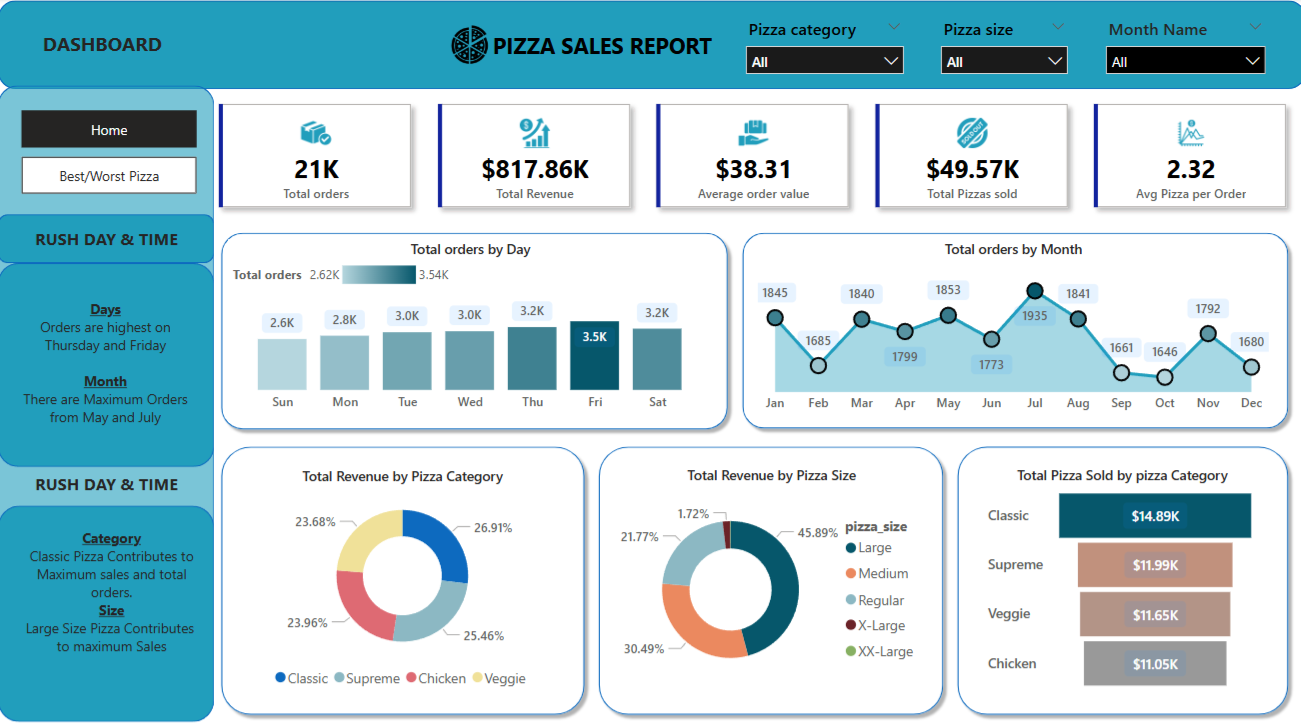 DASHBOARD
PIZZA SALES REPORT
Pizza category
All
Pizza size
All
Month Name
All
Home
Best/Worst Pizza
RUSH DAY & TIME
Days
Orders are highest on
Thursday and Friday
Month
There are Maximum Orders
from May and July
RUSH DAY & TIME
Category
Classic Pizza Contributes to
Maximum sales and total
orders.
Size
Large Size Pizza Contributes
to maximum Sales
21K
Total orders
$817.86K
Total Revenue
$38.31
Average order value
SOLD OUT
$49.57K
Total Pizzas sold
2.32
Avg Pizza per Order
Total orders by Day
Total orders 2.62K 3.54K
2.6K 2.8K 3.0K 3.0K 3.2K 3.5K 3.2K
Sun Mon Tue Wed Thu Fri Sat
Total orders by Month
1845 1685 1840 1799 1853 1773 1935 1841 1661 1646 1792 1680
Jan Feb Mar Apr May Jun Jul Aug Sep Oct Nov Dec
Total Revenue by Pizza Category
23.68% 26.91%
23.96% 25.46%
Classic Supreme Chicken Veggie
Total Revenue by Pizza Size
1.72%
21.77% 45.89%
30.49%
pizza_size
Large
Medium
Regular
X-Large
XX-Large
Total Pizza Sold by pizza Category
Classic $14.89K
Supreme $11.99K
Veggie $11.65K
Chicken $11.05K